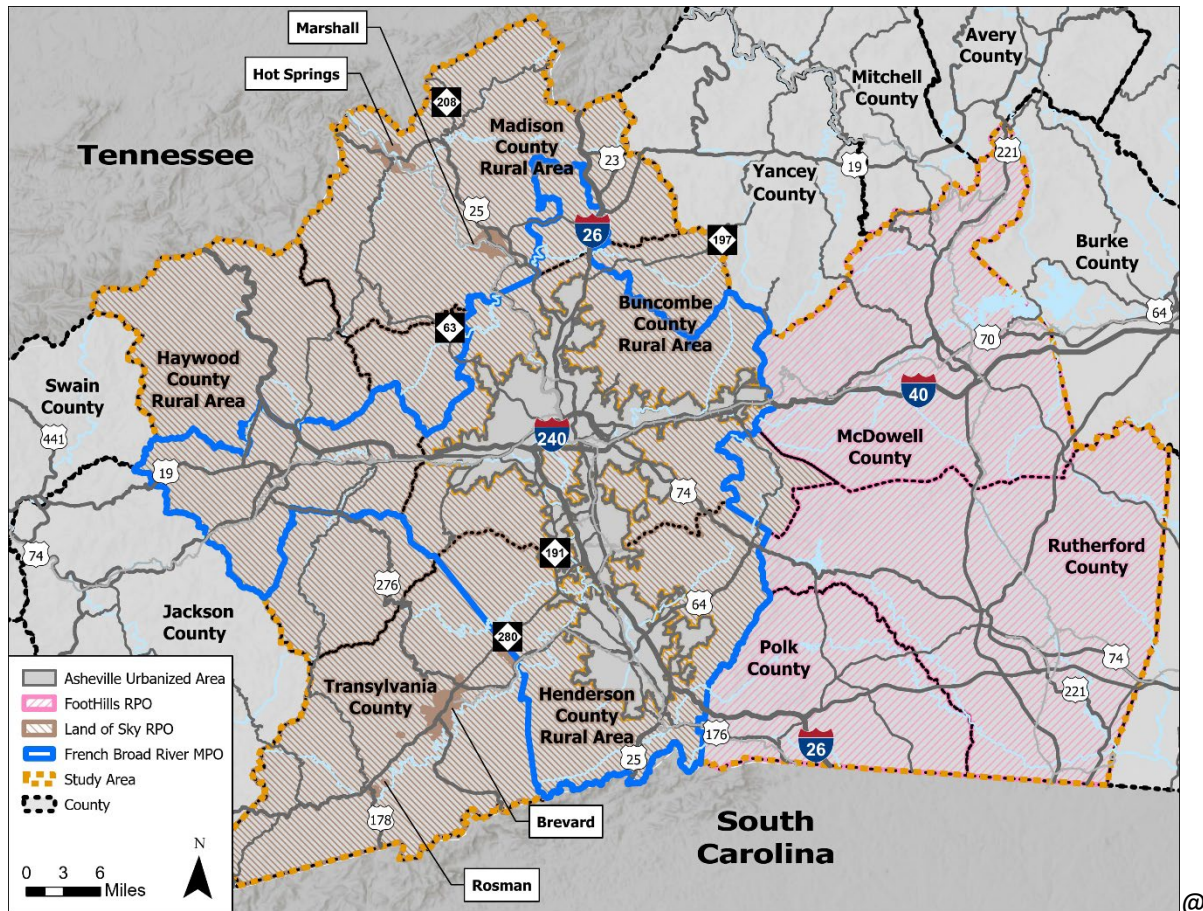 Marshall
Hot Springs
Avery
County
Mitchell
County
208
Madison
County
Rural Area
Tennessee
221
23
19
Yancey
County
25
26
197
Burke
County
64
Buncombe
County
Rural Area
63
70
Haywood
County
Rural Area
Swain
County
441
40
240
McDowell
County
19
74
74
191
Rutherford
County
276
Jackson
County
64
280
Polk
County
74
221
Transylvania
County
Henderson
County
Rural Area
176
26
25
178
Brevard
South
Carolina
Rosman
Asheville Urbanized Area
FootHills RPO
Land of Sky RPO
French Broad River MPO
Study Area
County
N
0 3 6
Miles
@